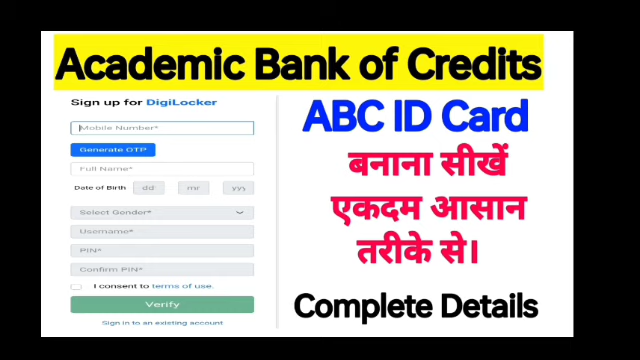 Academic Bank of Credits
Sign up for DigiLocker
Mobile Number*
Generate OTP
Full Name*
Date of Birth dd mr yyy
Select Gender*
Username*
PIN*
Confirm PIN*
I consent to terms of use.
Verify
Sign in to an existing account
ABC ID Card
बनाना सीखें
एकदम आसान
तरीके से।
Complete Details